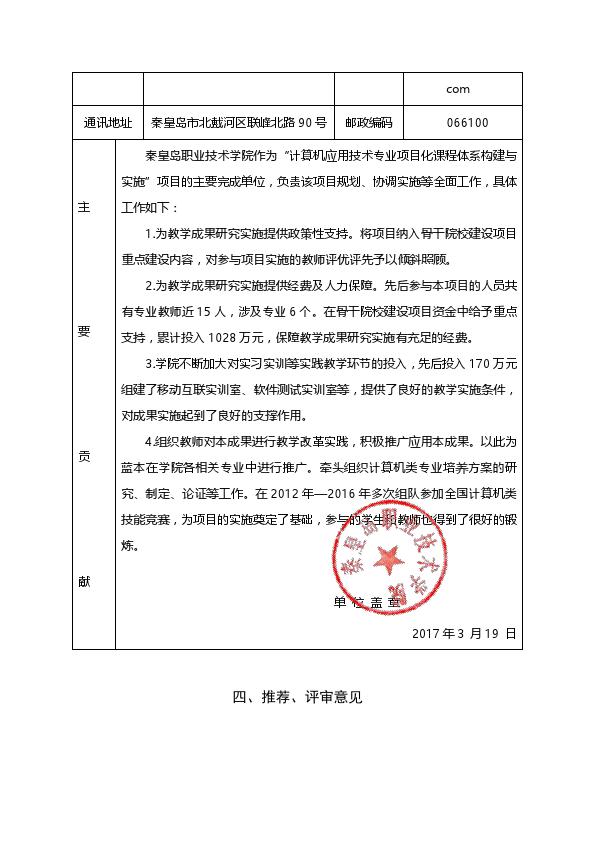 com
通讯地址 秦皇岛市北戴河区联峰北路 90 号 邮政编码 066100
主
要
贡
献
秦皇岛职业技术学院作为“计算机应用技术专业项目化课程体系构建与
实施”项目的主要完成单位，负责该项目规划、协调实施等全面工作，具体
工作如下：
1.为教学成果研究实施提供政策性支持。将项目纳入骨干院校建设项目
重点建设内容，对参与项目实施的教师评优评先予以倾斜照顾。
2.为教学成果研究实施提供经费及人力保障。先后参与本项目的人员共
有专业教师近 15 人，涉及专业 6 个。在骨干院校建设项目资金中给予重点
支持，累计投入 1028 万元，保障教学成果研究实施有充足的经费。
3.学院不断加大对实习实训等实践教学环节的投入，先后投入 170 万元
组建了移动互联实训室、软件测试实训室等，提供了良好的教学实施条件，
对成果实施起到了良好的支撑作用。
4.组织教师对本成果进行教学改革实践，积极推广应用本成果。以此为
蓝本在学院各相关专业中进行推广。牵头组织计算机类专业培养方案的研
究、制定、论证等工作。在 2012 年—2016 年多次组队参加全国计算机类
技能竞赛，为项目的实施奠定了基础，参与的学生和教师也得到了很好的锻
炼。
秦皇岛职业技术学院
单 位 盖 章
2017 年 3 月 19 日
四、推荐、评审意见